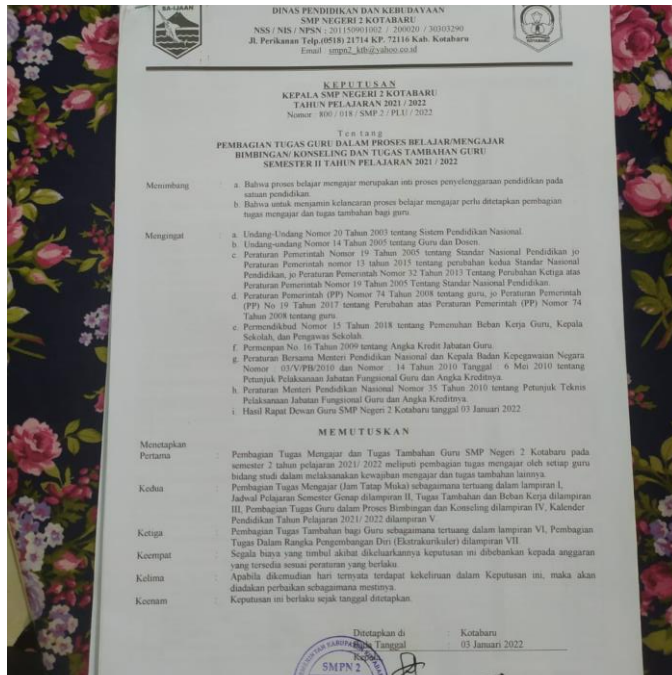 SA-IJAAN
DINAS PENDIDIKAN DAN KEBUDAYAAN
SMP NEGERI 2 KOTABARU
NSS / NIS / NPSN : 201150901002 / 200020 / 30303290
Jl. Perikanan Telp.(0518) 21714 KP. 72116 Kab. Kotabaru
Email : smpn2_ktb@yahoo.co.id
KEPUTUSAN
KEPALA SMP NEGERI 2 KOTABARU
TAHUN PELAJARAN 2021 / 2022
Nomor : 800 / 018 / SMP 2 / PLU / 2022
Tentang
PEMBAGIAN TUGAS GURU DALAM PROSES BELAJAR/MENGAJAR
BIMBINGAN/ KONSELING DAN TUGAS TAMBAHAN GURU
SEMESTER II TAHUN PELAJARAN 2021 / 2022
Menimbang : a. Bahwa proses belajar mengajar merupakan inti proses penyelenggaraan pendidikan pada
satuan pendidikan.
b. Bahwa untuk menjamin kelancaran proses belajar mengajar perlu ditetapkan pembagian
tugas mengajar dan tugas tambahan bagi guru.
Mengingat : a. Undang-Undang Nomor 20 Tahun 2003 tentang Sistem Pendidikan Nasional.
b. Undang-undang Nomor 14 Tahun 2005 tentang Guru dan Dosen.
c. Peraturan Pemerintah Nomor 19 Tahun 2005 tentang Standar Nasional Pendidikan jo
Peraturan Pemerintah nomor 13 tahun 2015 tentang perubahan kedua Standar Nasional
Pendidikan, jo Peraturan Pemerintah Nomor 32 Tahun 2013 Tentang Perubahan Ketiga atas
Peraturan Pemerintah Nomor 19 Tahun 2005 Tentang Standar Nasional Pendidikan.
d. Peraturan Pemerintah (PP) Nomor 74 Tahun 2008 tentang guru, jo Peraturan Pemerintah
(PP) No 19 Tahun 2017 tentang Perubahan atas Peraturan Pemerintah (PP) Nomor 74
Tahun 2008 tentang guru.
e. Permendikbud Nomor 15 Tahun 2018 tentang Pemenuhan Beban Kerja Guru, Kepala
Sekolah, dan Pengawas Sekolah.
f. Permenpan No. 16 Tahun 2009 tentang Angka Kredit Jabatan Guru.
g. Peraturan Bersama Menteri Pendidikan Nasional dan Kepala Badan Kepegawaian Negara
Nomor : 03/V/PB/2010 dan Nomor : 14 Tahun 2010 Tanggal : 6 Mei 2010 tentang
Petunjuk Pelaksanaan Jabatan Fungsional Guru dan Angka Kreditnya.
h. Peraturan Menteri Pendidikan Nasional Nomor 35 Tahun 2010 tentang Petunjuk Teknis
Pelaksanaan Jabatan Fungsional Guru dan Angka Kreditnya.
i. Hasil Rapat Dewan Guru SMP Negeri 2 Kotabaru tanggal 03 Januari 2022
MEMUTUSKAN
Menetapkan
Pertama : Pembagian Tugas Mengajar dan Tugas Tambahan Guru SMP Negeri 2 Kotabaru pada
semester 2 tahun pelajaran 2021/ 2022 meliputi pembagian tugas mengajar oleh setiap guru
bidang studi dalam melaksanakan kewajiban mengajar dan tugas tambahan lainnya.
Kedua : Pembagian Tugas Mengajar (Jam Tatap Muka) sebagaimana tertuang dalam lampiran I,
Jadwal Pelajaran Semester Genap dilampiran II, Tugas Tambahan dan Beban Kerja dilampiran
III, Pembagian Tugas Guru dalam Proses Bimbingan dan Konseling dilampiran IV, Kalender
Pendidikan Tahun Pelajaran 2021/ 2022 dilampiran V
Ketiga : Pembagian Tugas Tambahan bagi Guru sebagaimana tertuang dalam lampiran VI, Pembagian
Tugas Dalam Rangka Pengembangan Diri (Ekstrakurikuler) dilampiran VII
Keempat : Segala biaya yang timbul akibat dikeluarkannya keputusan ini dibebankan kepada anggaran
yang tersedia sesuai peraturan yang berlaku.
Kelima : Apabila dikemudian hari ternyata terdapat kekeliruan dalam Keputusan ini, maka akan
diadakan perbaikan sebagaimana mestinya.
Keenam : Keputusan ini berlaku sejak tanggal ditetapkan.
Ditetapkan di : Kotabaru
Pada Tanggal : 03 Januari 2022
Kepala
SMPN 2